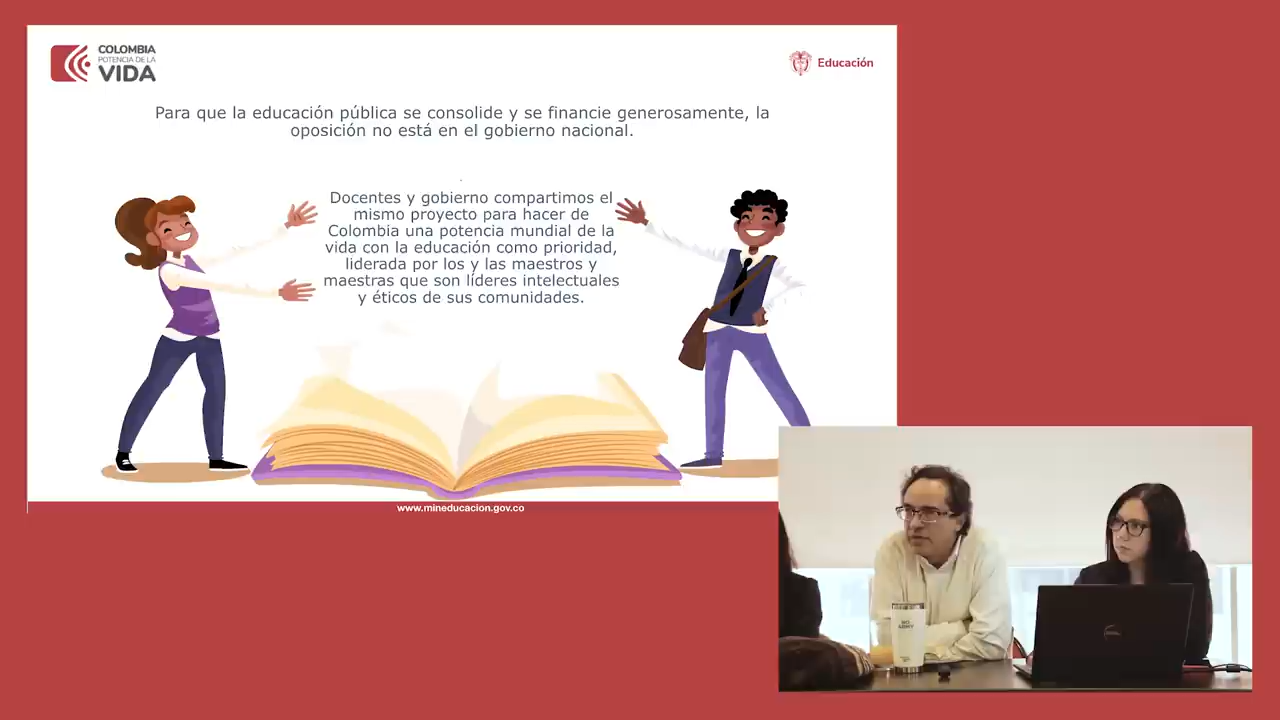 COLOMBIA
POTENCIA DE LA
VIDA
Educación
Para que la educación pública se consolide y se financie generosamente, la
oposición no está en el gobierno nacional.
Docentes y gobierno compartimos el
mismo proyecto para hacer de
Colombia una potencia mundial de la
vida con la educación como prioridad,
liderada por los y las maestros y
maestras que son líderes intelectuales
y éticos de sus comunidades.
www.mineducacion.gov.co
DELL